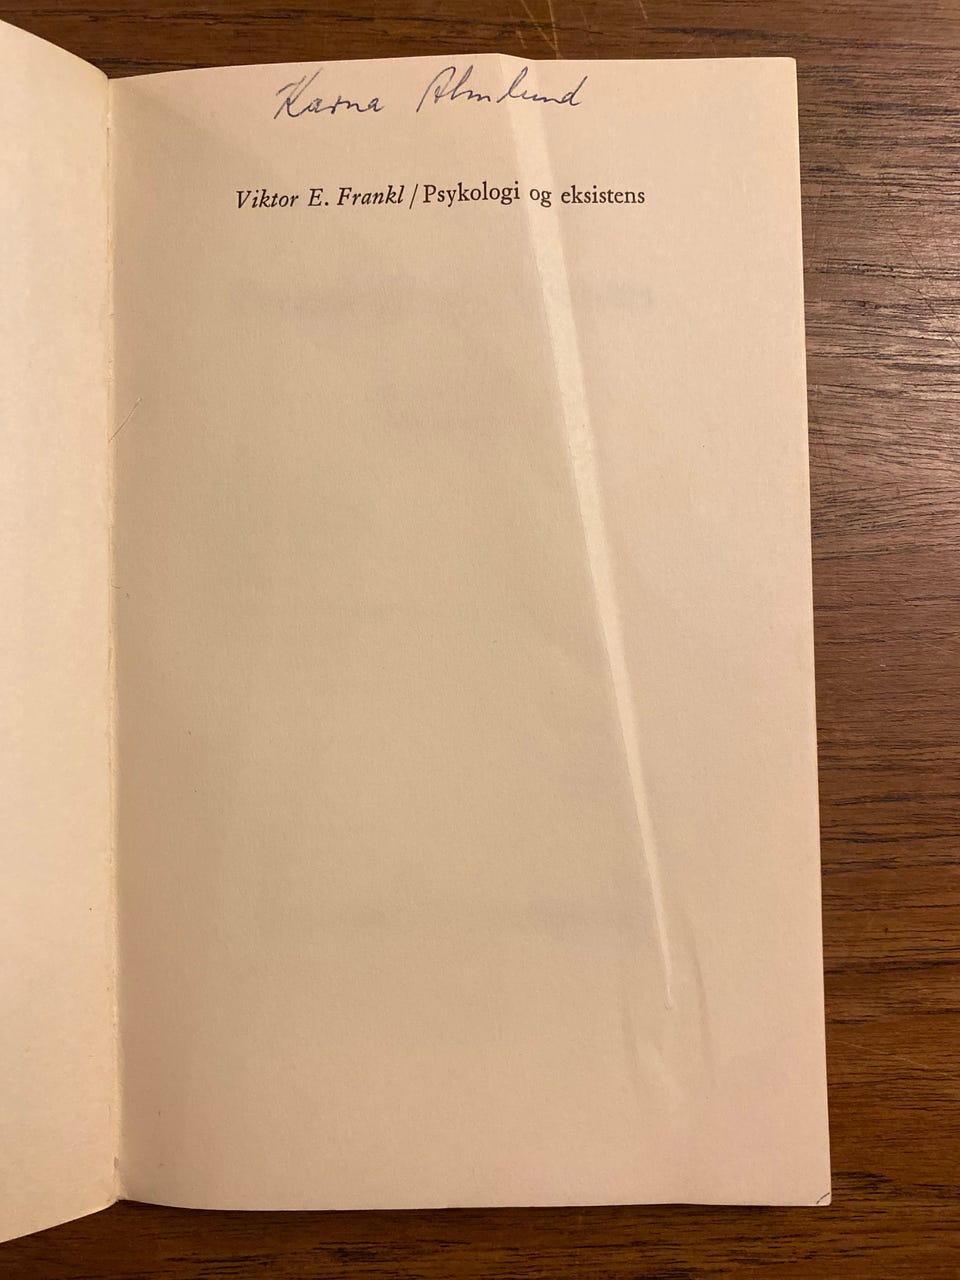 Karna Almlund
Viktor E. Frankl / Psykologi og eksistens